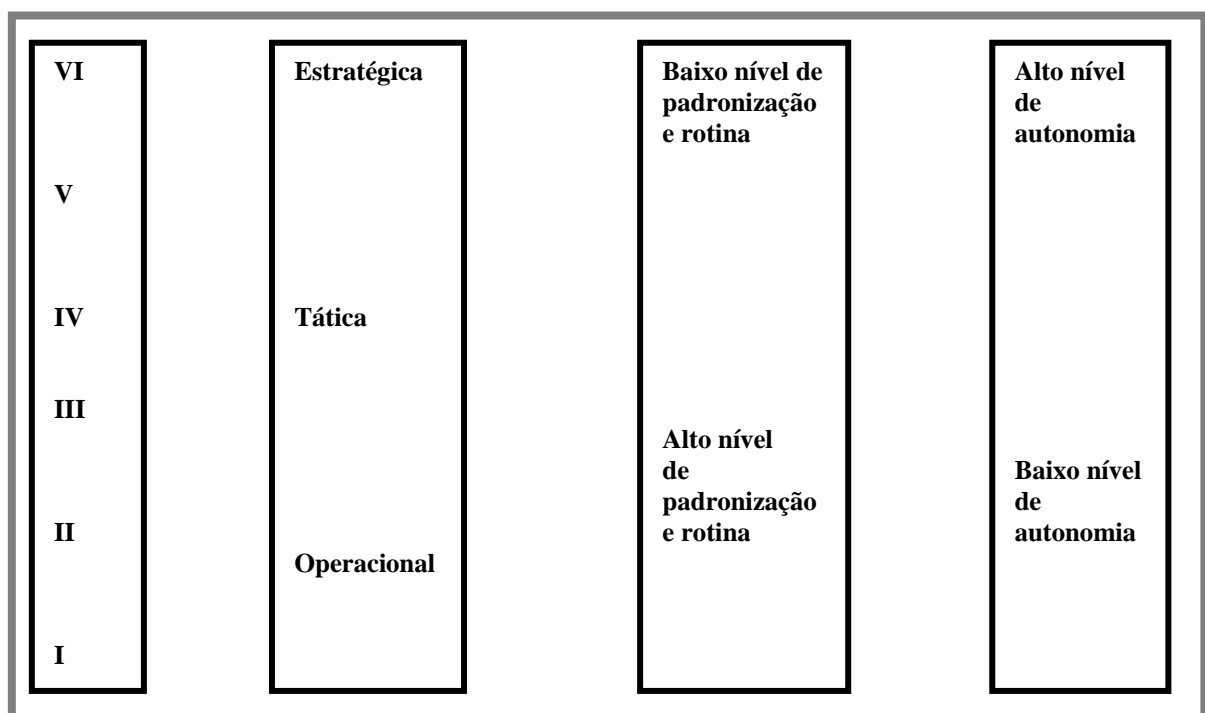 VI
V
IV
III
II
I
Estratégica
Tática
Operacional
Baixo nível de
padronização
e rotina
Alto nível
de
padronização
e rotina
Alto nível
de
autonomia
Baixo nível
de
autonomia